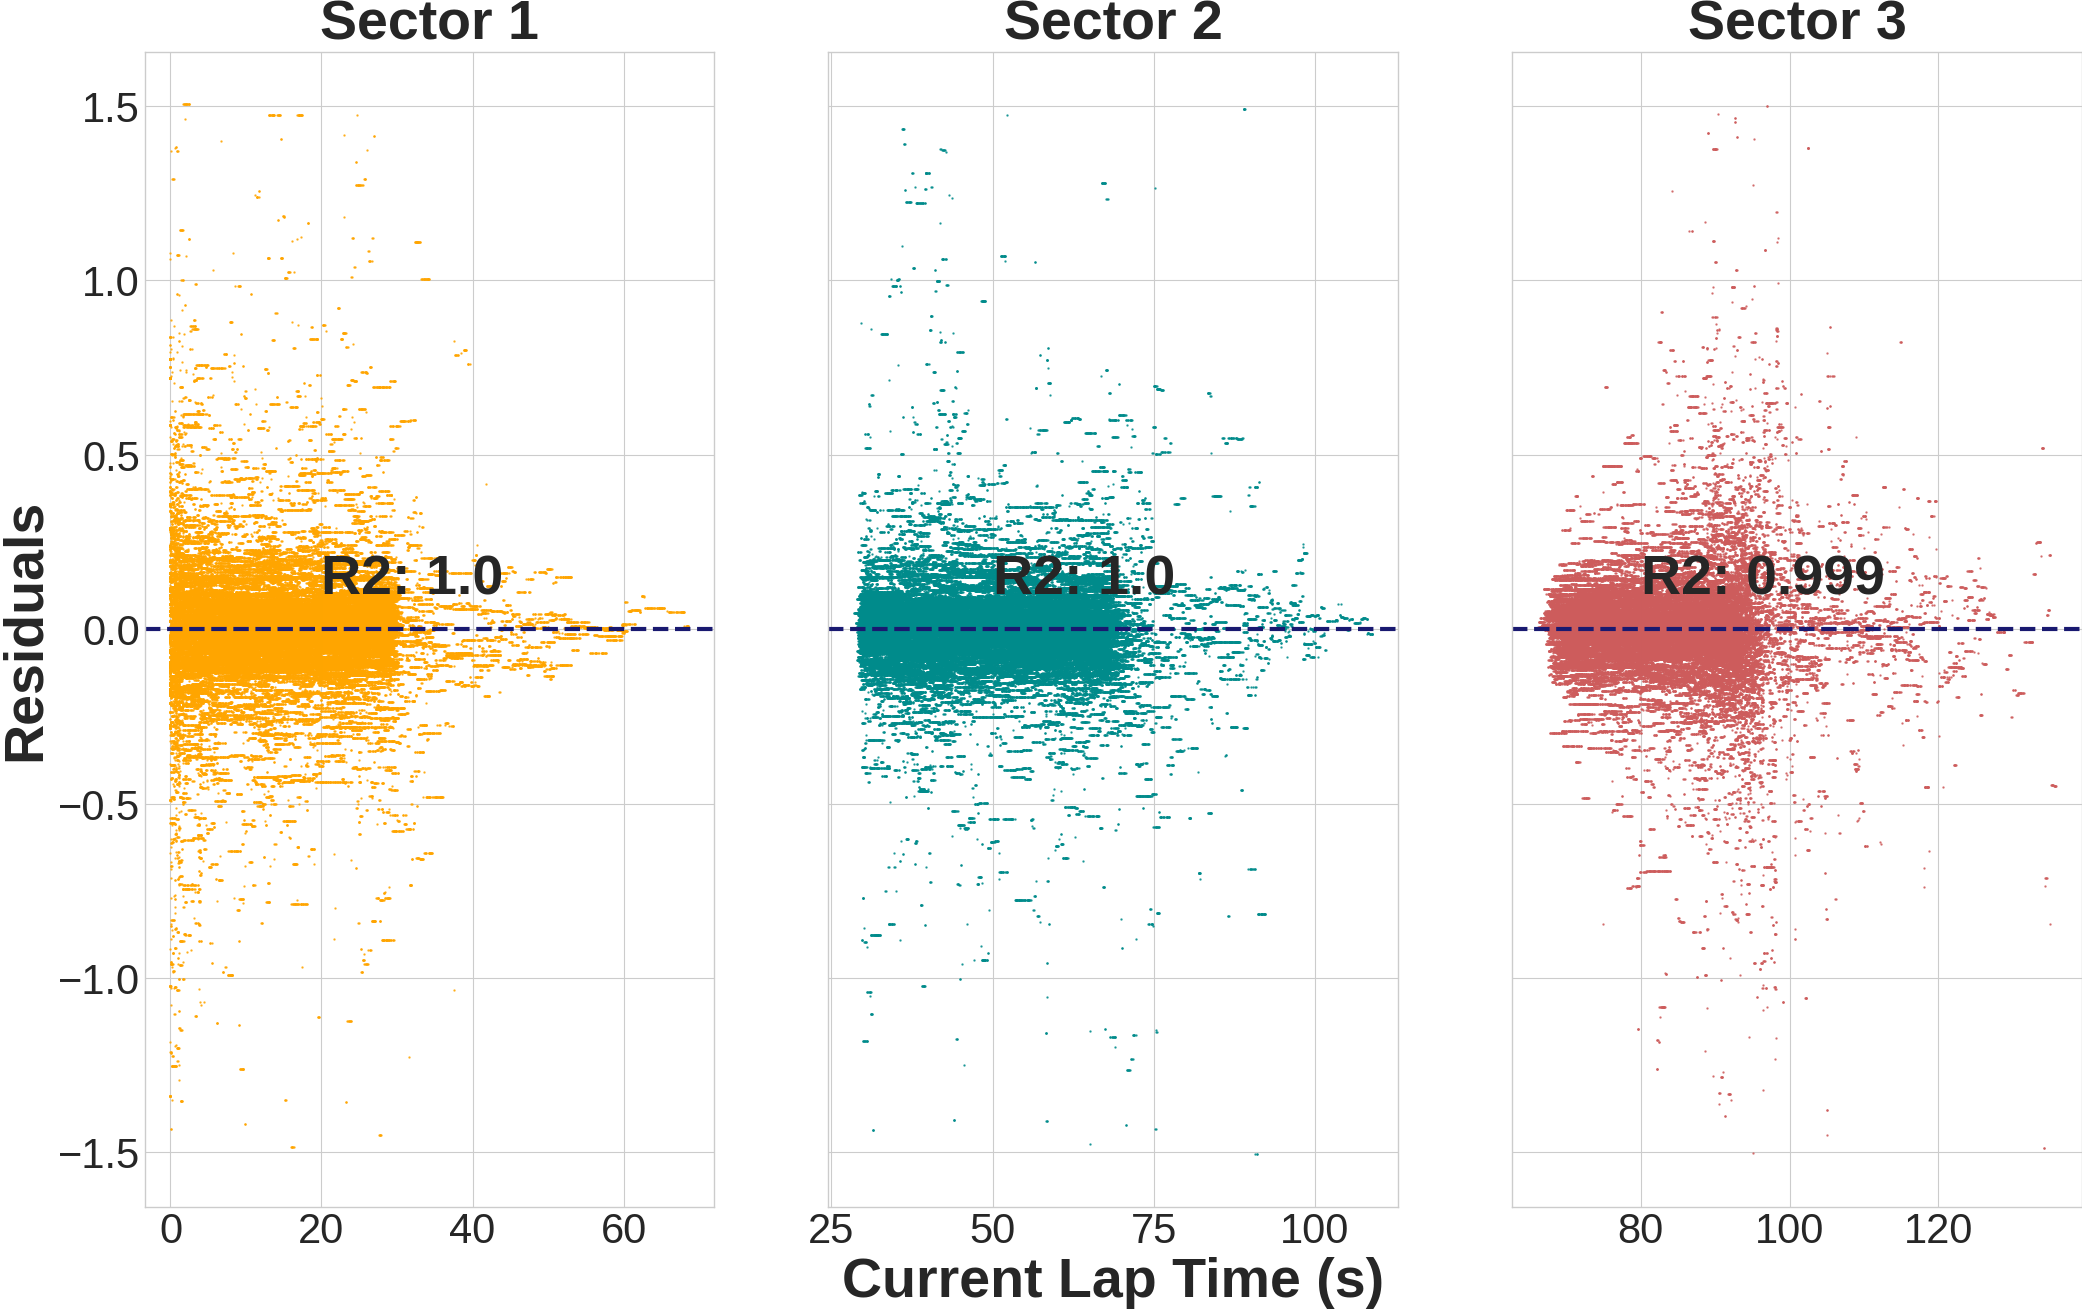 Sector 1
Sector 2
Sector 3
Residuals
1.5
1.0
0.5
0.0
−0.5
−1.0
−1.5
R2: 1.0
R2: 1.0
R2: 0.999
0 20 40 60
25 50 75 100
80 100 120
Current Lap Time (s)